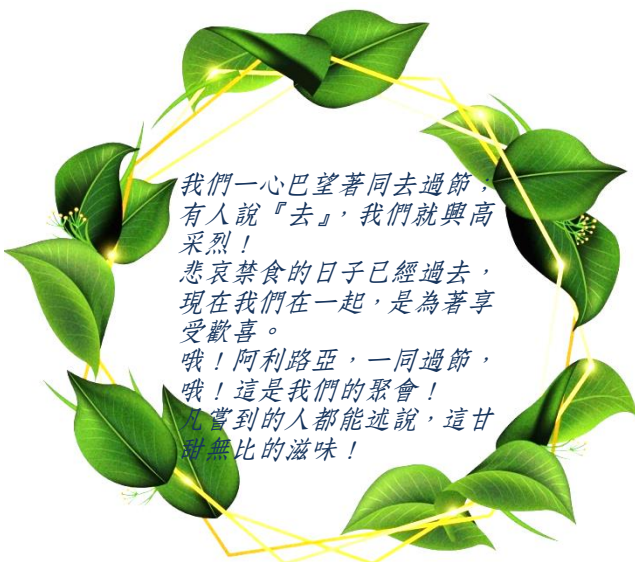 我們一心巴望著同去過節；
有人說『去』，我們就興高
采烈！
悲哀禁食的日子已經過去，
現在我們在一起，是為著享
受歡喜。
哦！阿利路亞，一同過節，
哦！這是我們的聚會！
凡嘗到的人都能述說，這甘
甜無比的滋味！